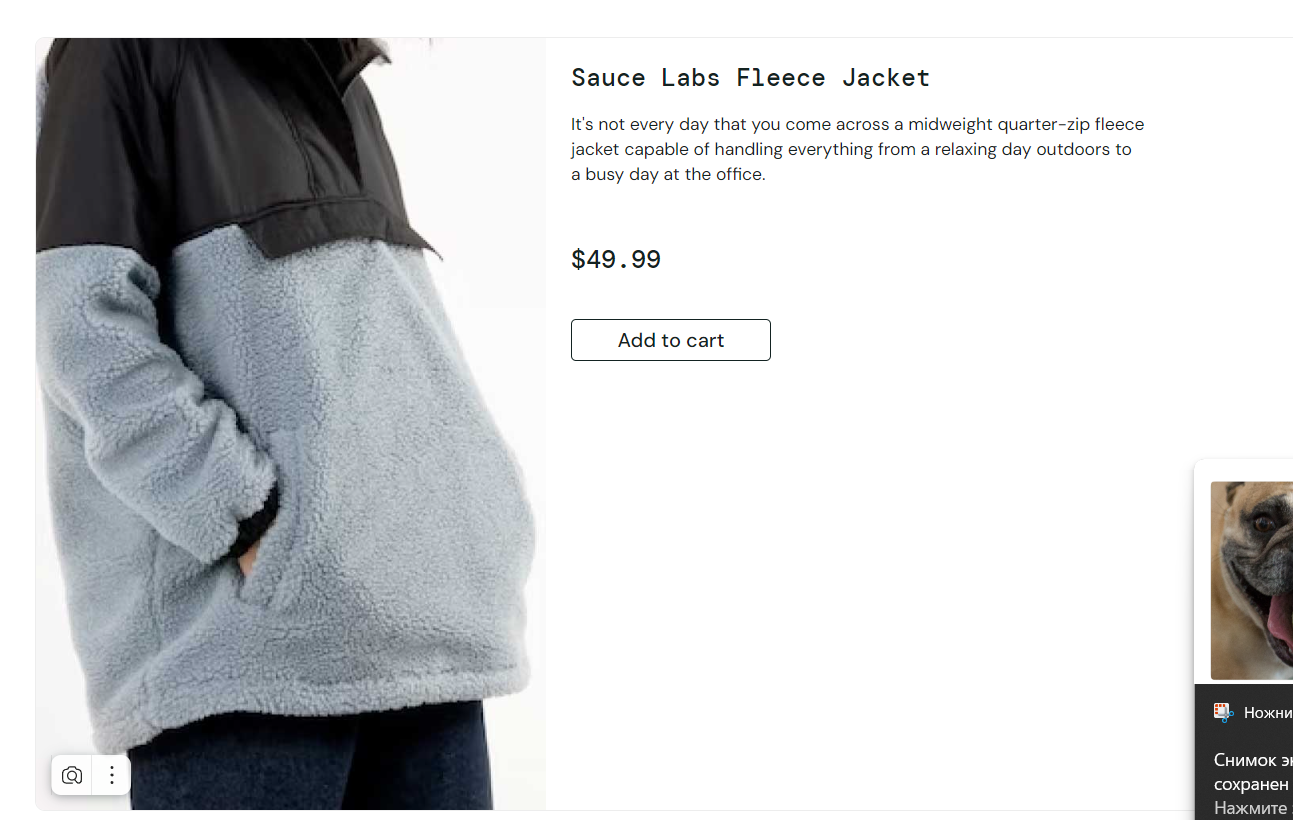 Sauce Labs Fleece Jacket
It's not every day that you come across a midweight quarter-zip fleece
jacket capable of handling everything from a relaxing day outdoors to
a busy day at the office.
$49.99
Add to cart
Снимок
сохранен
Нажмите